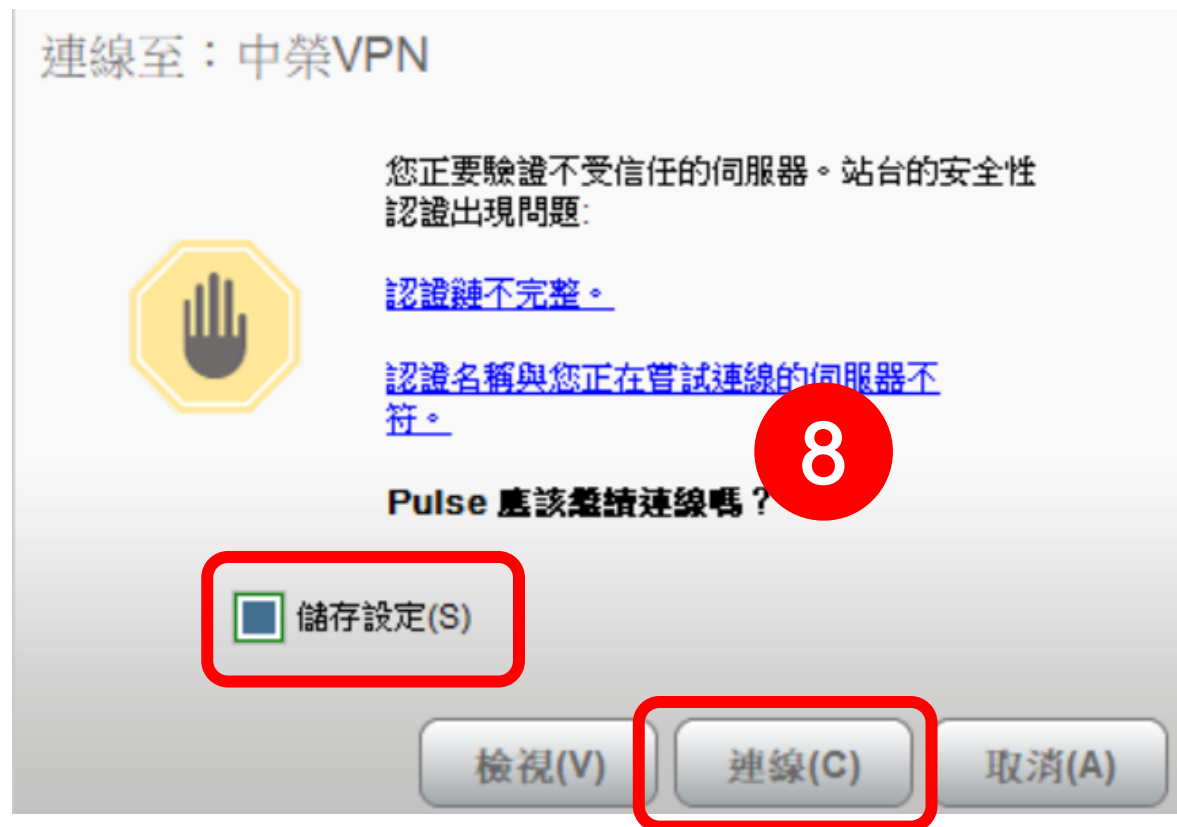 連線至：中榮VPN
您正要驗證不受信任的伺服器。站台的安全性
認證出現問題:
認證鏈不完整。
認證名稱與您正在嘗試連線的伺服器不
符。
8
Pulse 應該繼續連線嗎？
儲存設定(S)
檢視(V) 連線(C) 取消(A)